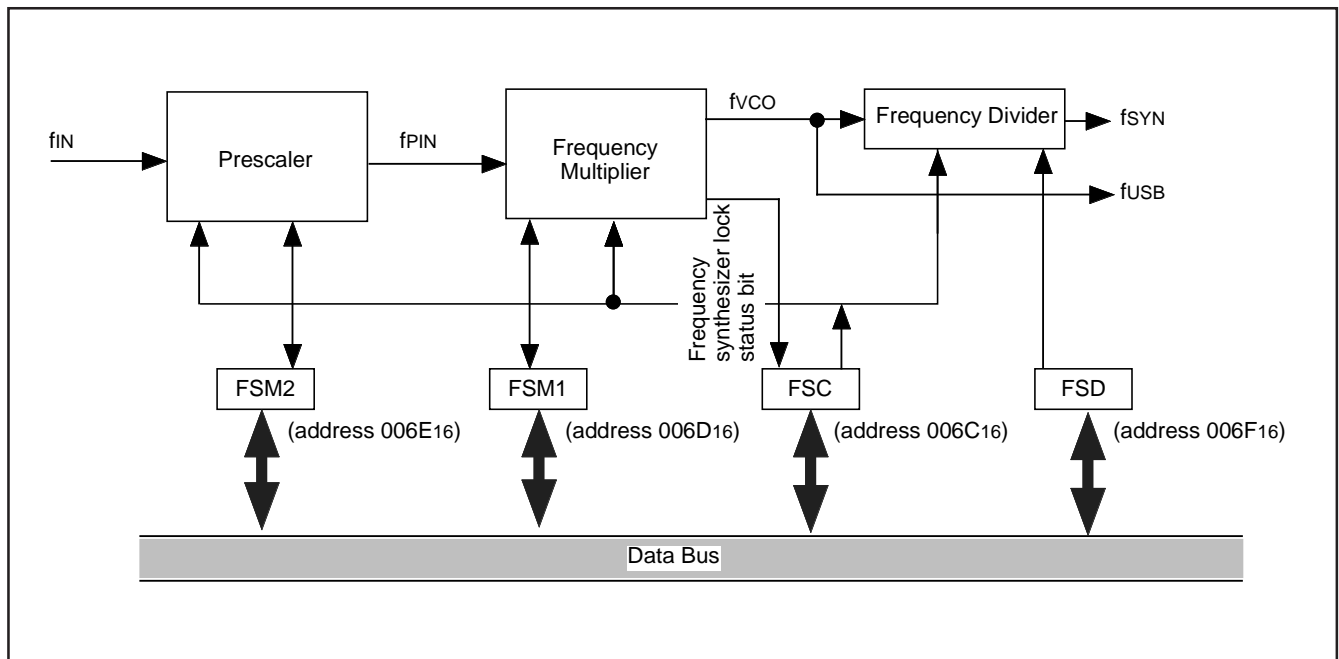 fIN
Prescaler
fPIN
Frequency
Multiplier
fVCO
Frequency Divider
fSYN
fUSB
Frequency
synthesizer lock
status bit
FSM2
(address 006E16)
FSM1
(address 006D16)
FSC
(address 006C16)
FSD
(address 006F16)
Data Bus